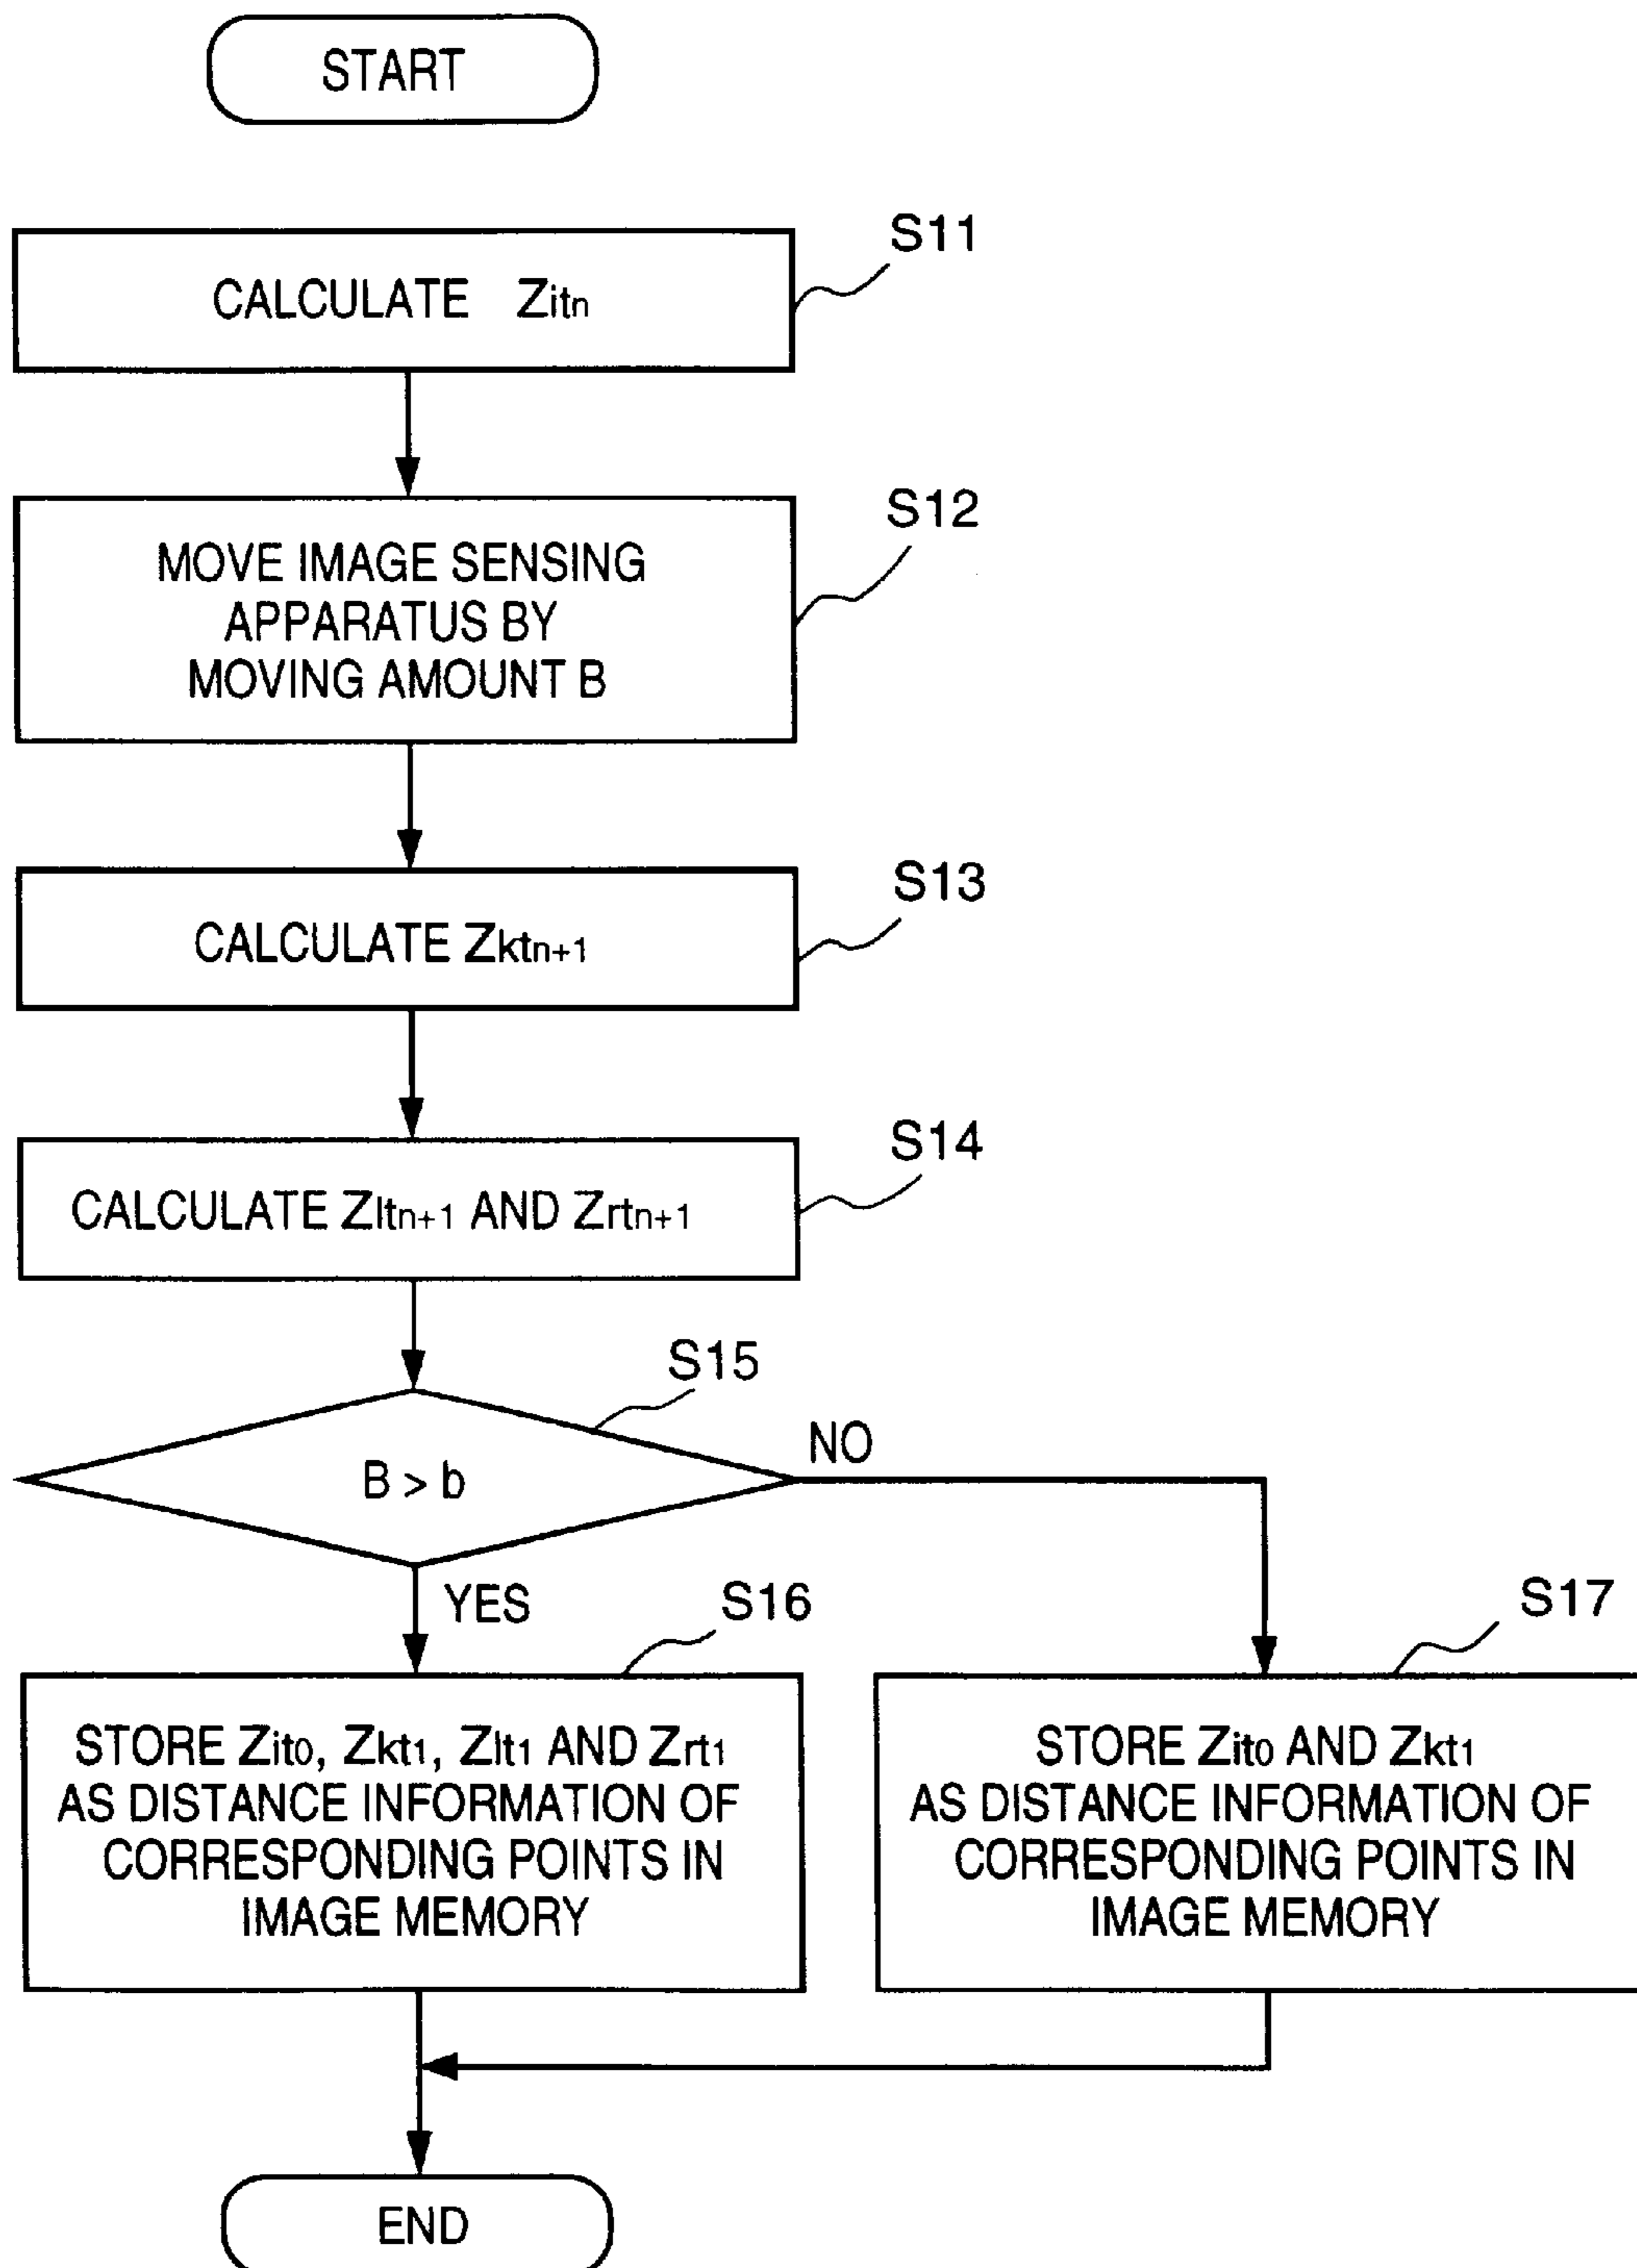 START
S11
CALCULATE Zitn
S12
MOVE IMAGE SENSING
APPARATUS BY
MOVING AMOUNT B
S13
CALCULATE Zktn+1
S14
CALCULATE Zltn+1 AND Zrtn+1
S15
B > b
NO
YES
S16
STORE Zit0, Zkt1, Zlt1 AND Zrt1
AS DISTANCE INFORMATION OF
CORRESPONDING POINTS IN
IMAGE MEMORY
S17
STORE Zit0 AND Zkt1
AS DISTANCE INFORMATION OF
CORRESPONDING POINTS IN
IMAGE MEMORY
END